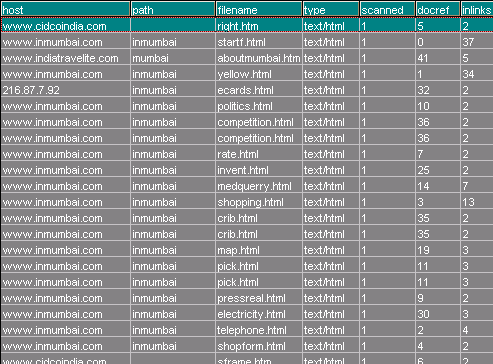 host path filename type scanned docref inlinks
www.cidcoindia.com right.htm text/html 1 5 2
www.inmumbai.com inmumbai startf.html text/html 1 0 37
www.indiatravelite.com mumbai aboutmumbai.htm text/html 1 41 5
www.inmumbai.com inmumbai yellow.html text/html 1 1 34
216.87.7.92 inmumbai ecards.html text/html 1 32 2
www.inmumbai.com inmumbai politics.html text/html 1 10 2
www.inmumbai.com inmumbai competition.html text/html 1 36 2
www.inmumbai.com inmumbai competition.html text/html 1 36 2
www.inmumbai.com inmumbai rate.html text/html 1 7 2
www.inmumbai.com inmumbai invent.html text/html 1 25 2
www.inmumbai.com inmumbai medquerry.html text/html 1 14 7
www.inmumbai.com inmumbai shopping.html text/html 1 3 13
www.inmumbai.com inmumbai crib.html text/html 1 35 2
www.inmumbai.com inmumbai crib.html text/html 1 35 2
www.inmumbai.com inmumbai map.html text/html 1 19 3
www.inmumbai.com inmumbai pick.html text/html 1 11 3
www.inmumbai.com inmumbai pick.html text/html 1 11 3
www.inmumbai.com inmumbai pressreal.html text/html 1 9 2
www.inmumbai.com inmumbai electricity.html text/html 1 30 3
www.inmumbai.com inmumbai telephone.html text/html 1 2 4
www.inmumbai.com inmumbai shopform.html text/html 1 4 2
www.cidcoindia.com sframe.htm text/html 1 6 2